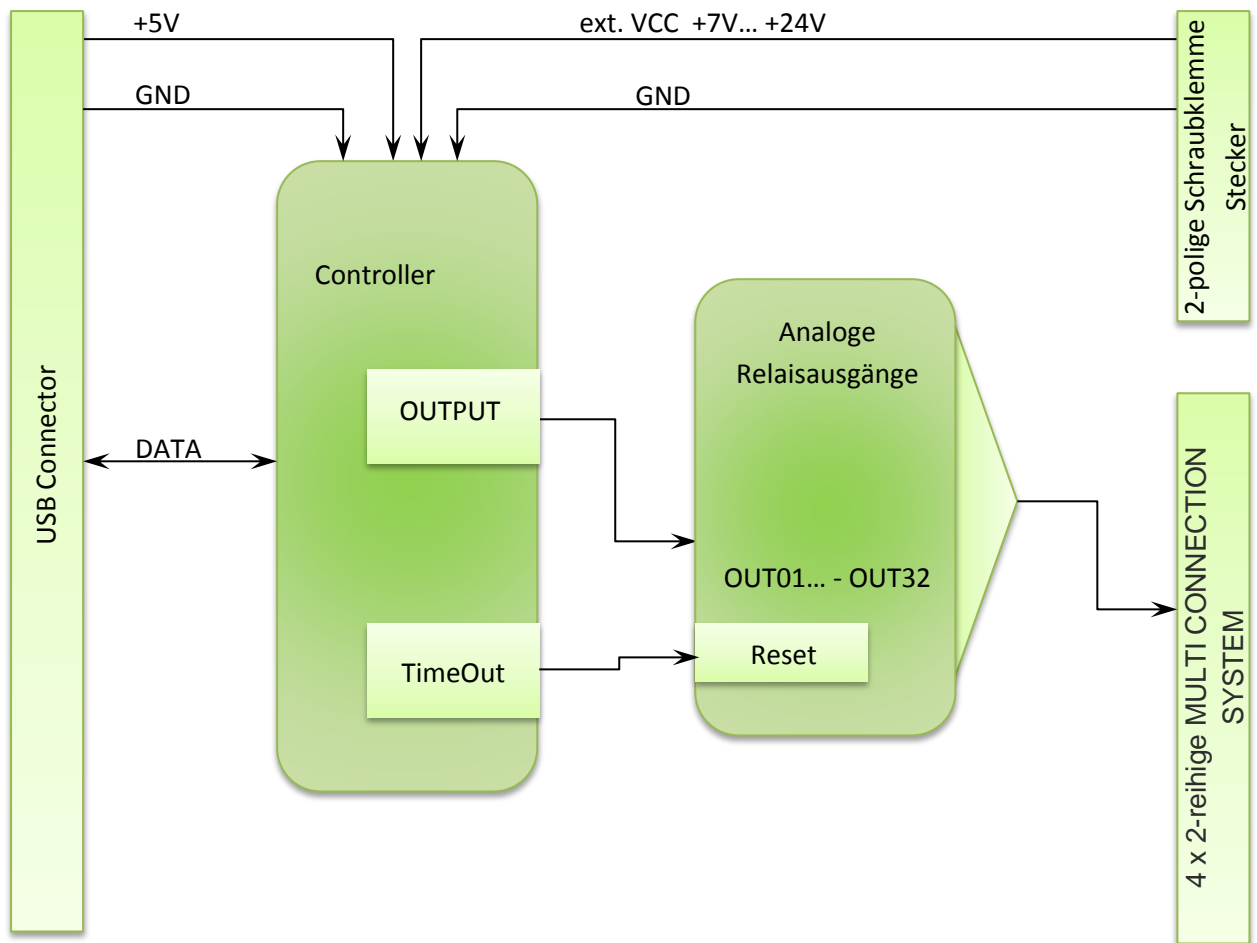 +5V
ext. VCC +7V... +24V
GND
GND
2-polige Schraubklemme
Stecker
Controller
Analoge
Relaisausgänge
USB Connector
OUTPUT
DATA
OUT01... - OUT32
TimeOut
Reset
4 x 2-reihige MULTI CONNECTION
SYSTEM